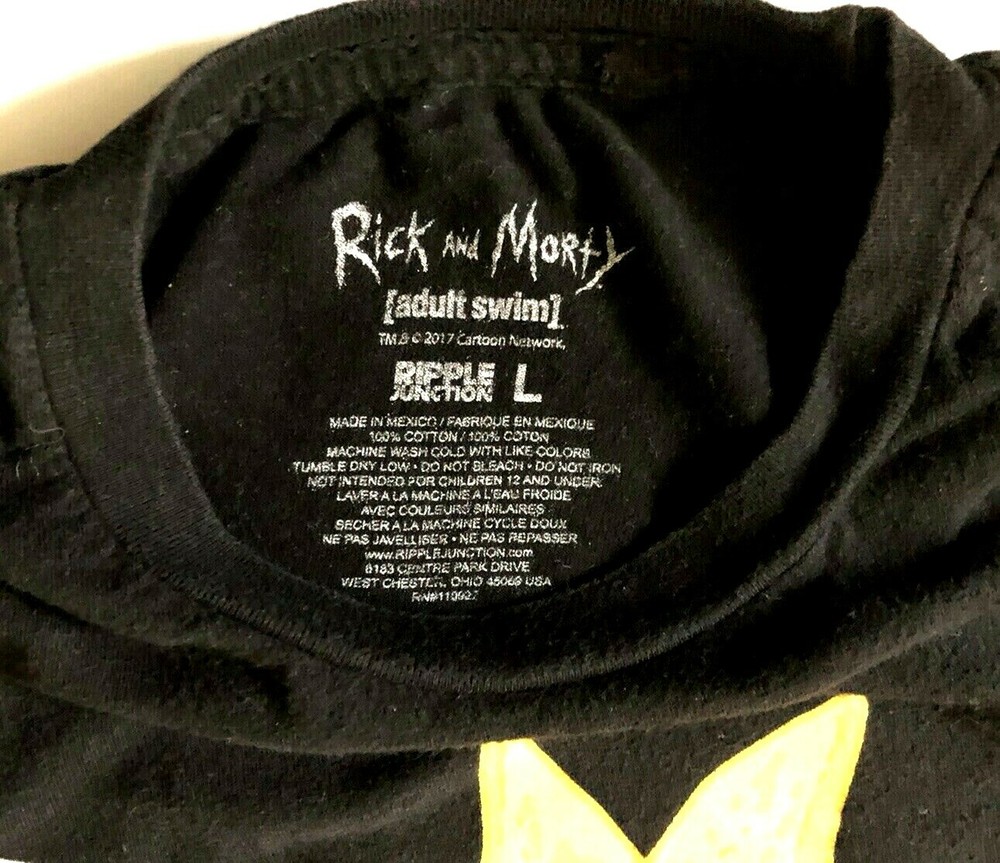 Rick AND Morty
[adult swim]
TM & © 2017 Cartoon Network.
RIPPLE
JUNCTION L
MADE IN MEXICO / FABRIQUE EN MEXIQUE
100% COTTON / 100% COTON
MACHINE WASH COLD WITH LIKE COLORS
TUMBLE DRY LOW • DO NOT BLEACH • DO NOT IRON
NOT INTENDED FOR CHILDREN 12 AND UNDER
LAVER A LA MACHINE A L'EAU FROIDE
AVEC COULEURS SIMILAIRES
SECHER A LA MACHINE CYCLE DOUX
NE PAS JAVELLISER • NE PAS REPASSER
www.RIPPLEJUNCTION.com
8183 CENTRE PARK DRIVE
WEST CHESTER, OHIO 45069 USA